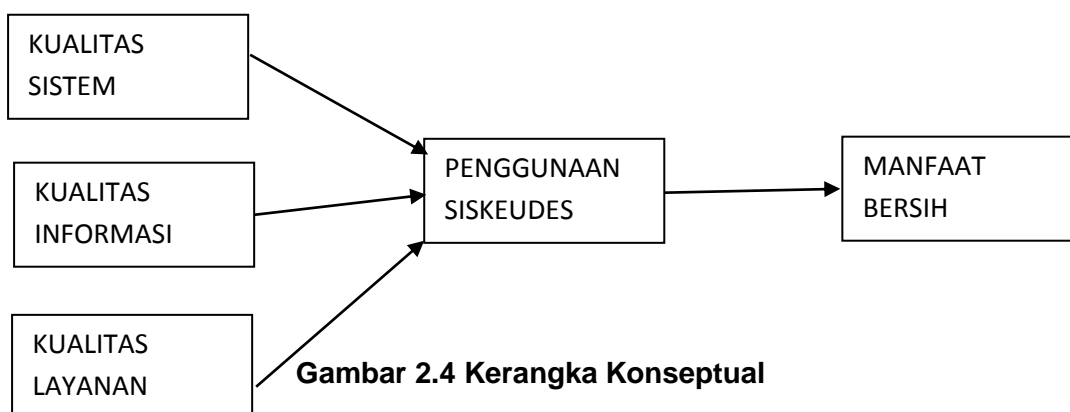 KUALITAS
SISTEM
KUALITAS
INFORMASI
KUALITAS
LAYANAN
PENGGUNAAN
SISKEUDES
MANFAAT
BERSIH
Gambar 2.4 Kerangka Konseptual